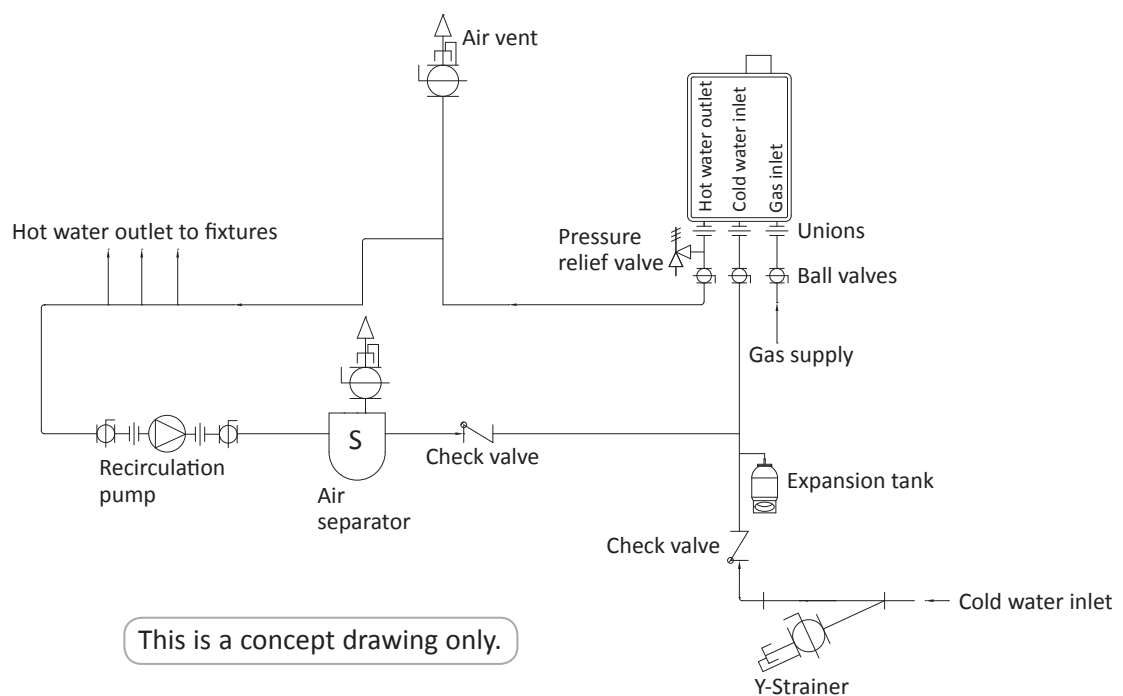 Air vent
Hot water outlet
Cold water inlet
Gas inlet
Hot water outlet to fixtures
Pressure
relief valve
Unions
Ball valves
Gas supply
S
Recirculation
pump
Air
separator
Check valve
Expansion tank
Check valve
Cold water inlet
This is a concept drawing only.
Y-Strainer